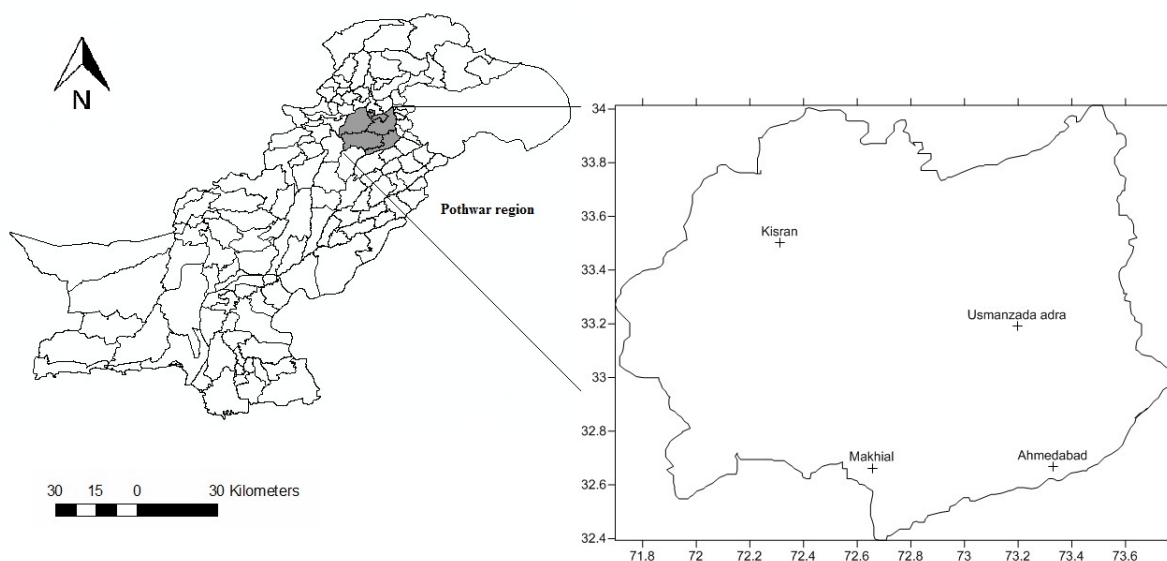 N
Pothwar region
30 15 0 30 Kilometers
34
33.8
33.6
33.4
33.2
33
32.8
32.6
32.4
Kisran
Usmanzada adra
Makhial
Ahmedabad
71.8 72 72.2 72.4 72.6 72.8 73 73.2 73.4 73.6